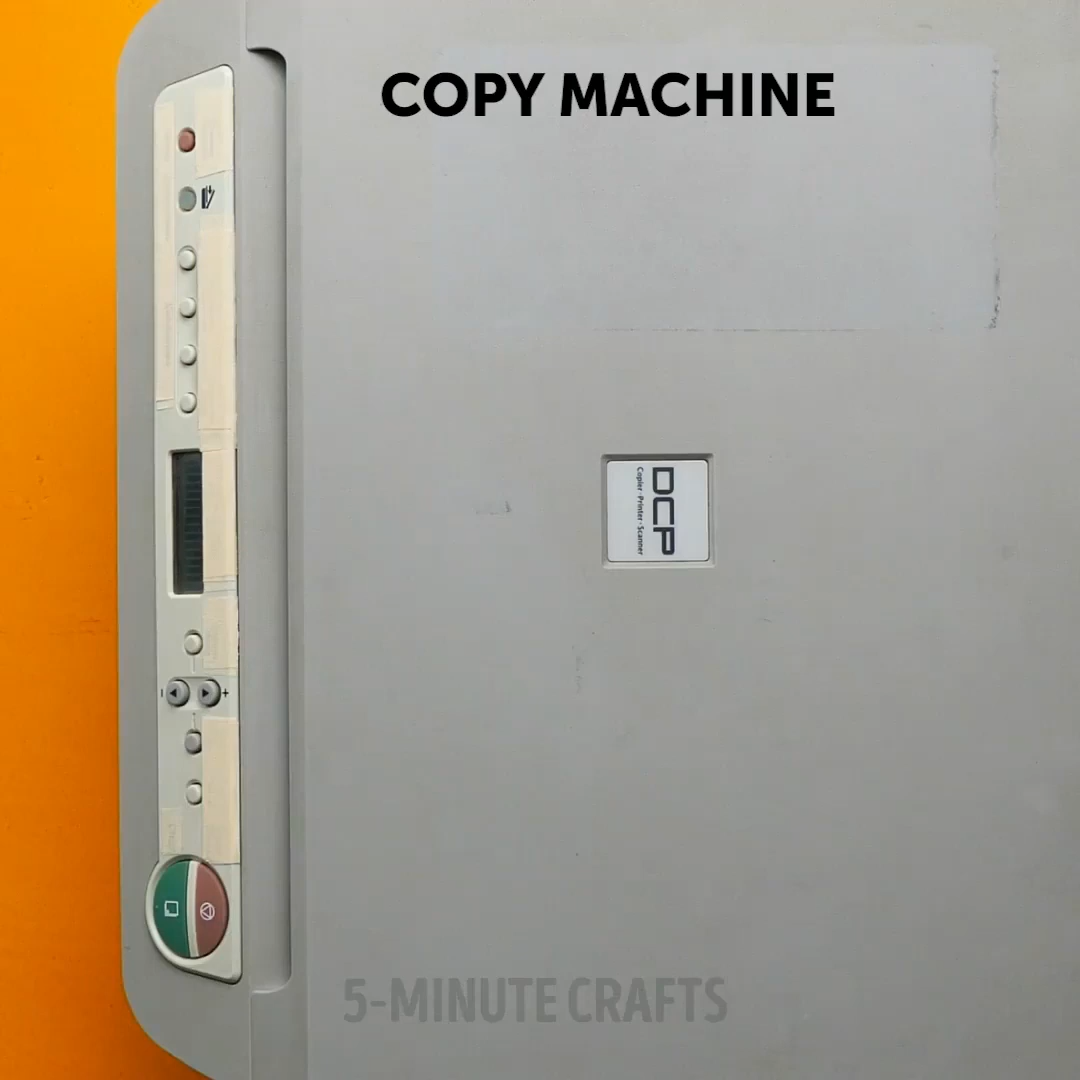 COPY MACHINE
DCP
Copier · Printer · Scanner
- +
5-MINUTE CRAFTS